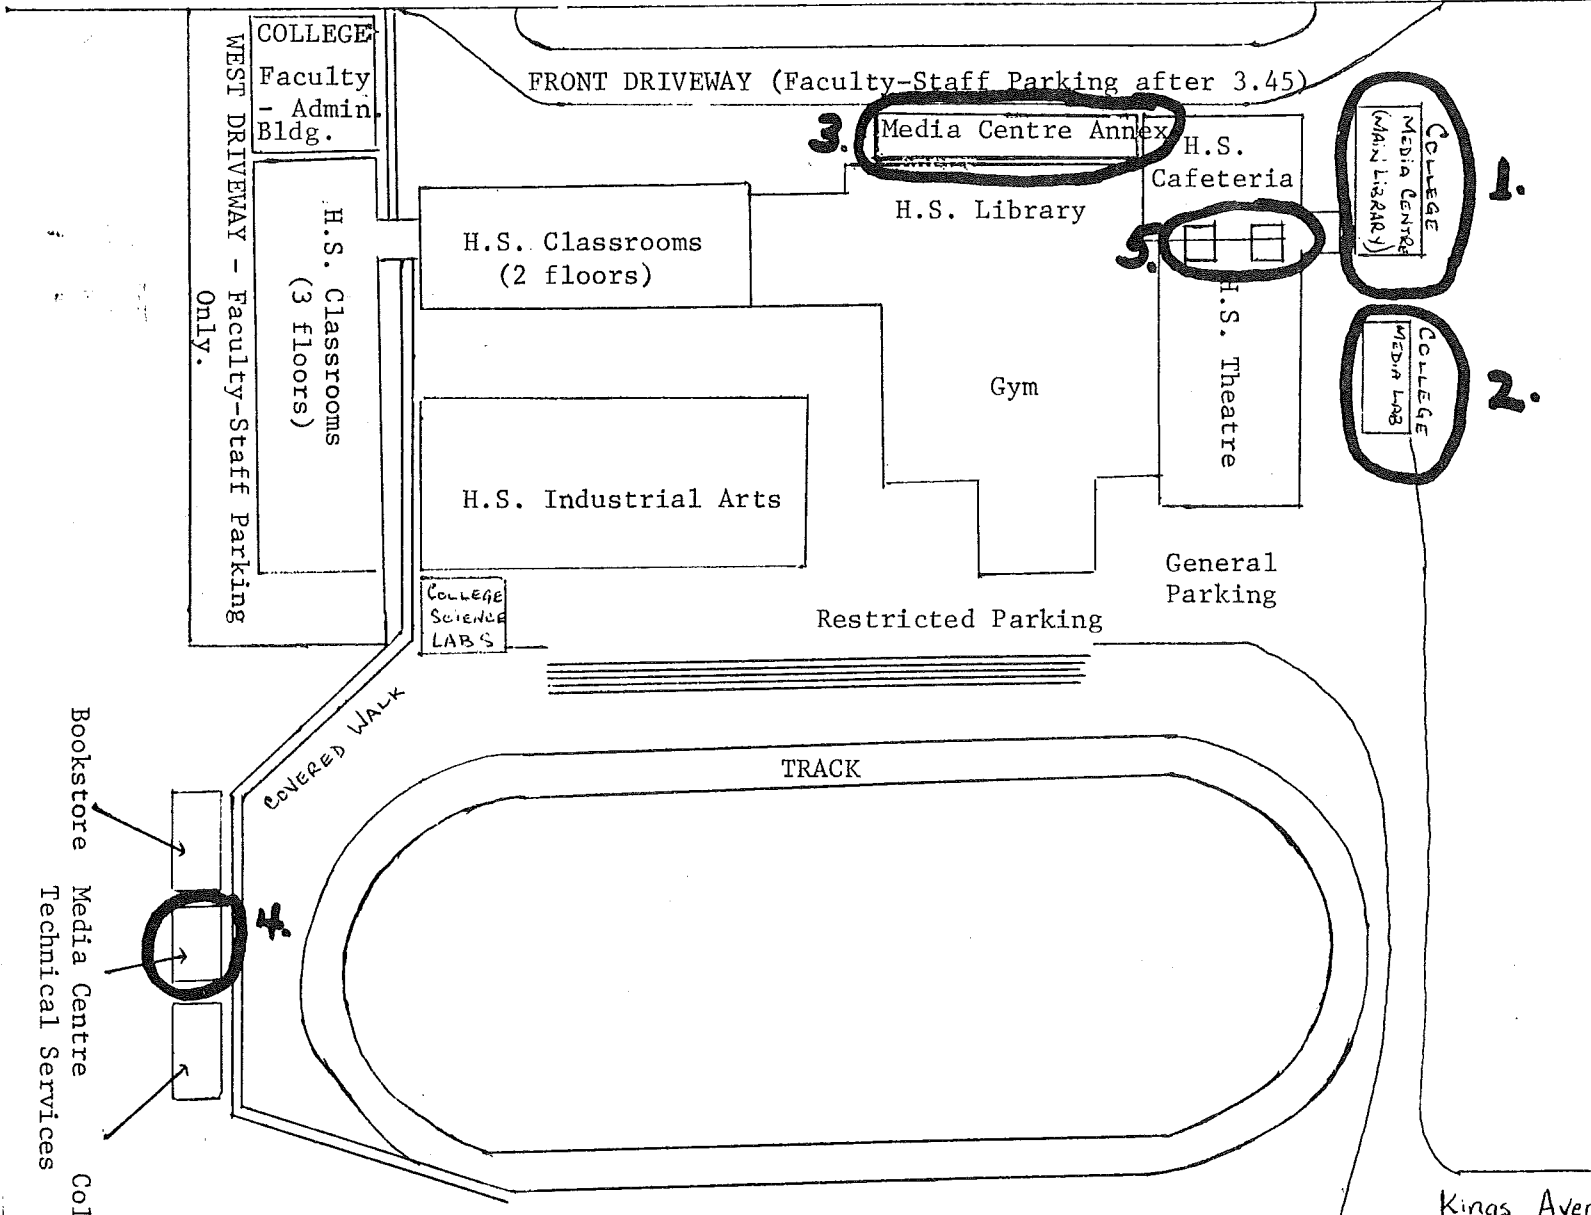 COLLEGE
Faculty
- Admin.
Bldg.
WEST DRIVEWAY - Faculty-Staff Parking
Only.
FRONT DRIVEWAY (Faculty-Staff Parking after 3.45)
3.
Media Centre Annex
H.S.
Cafeteria
COLLEGE
MEDIA CENTRE
(MAIN LIBRARY)
1.
H.S. Classrooms
(3 floors)
H.S. Classrooms
(2 floors)
H.S. Library
5.
H.S. Theatre
COLLEGE
MEDIA LAB
2.
Gym
H.S. Industrial Arts
COLLEGE
SCIENCE
LABS
General
Parking
Restricted Parking
COVERED WALK
TRACK
Bookstore
Media Centre
Technical Services
4.
Col
Kings Aven